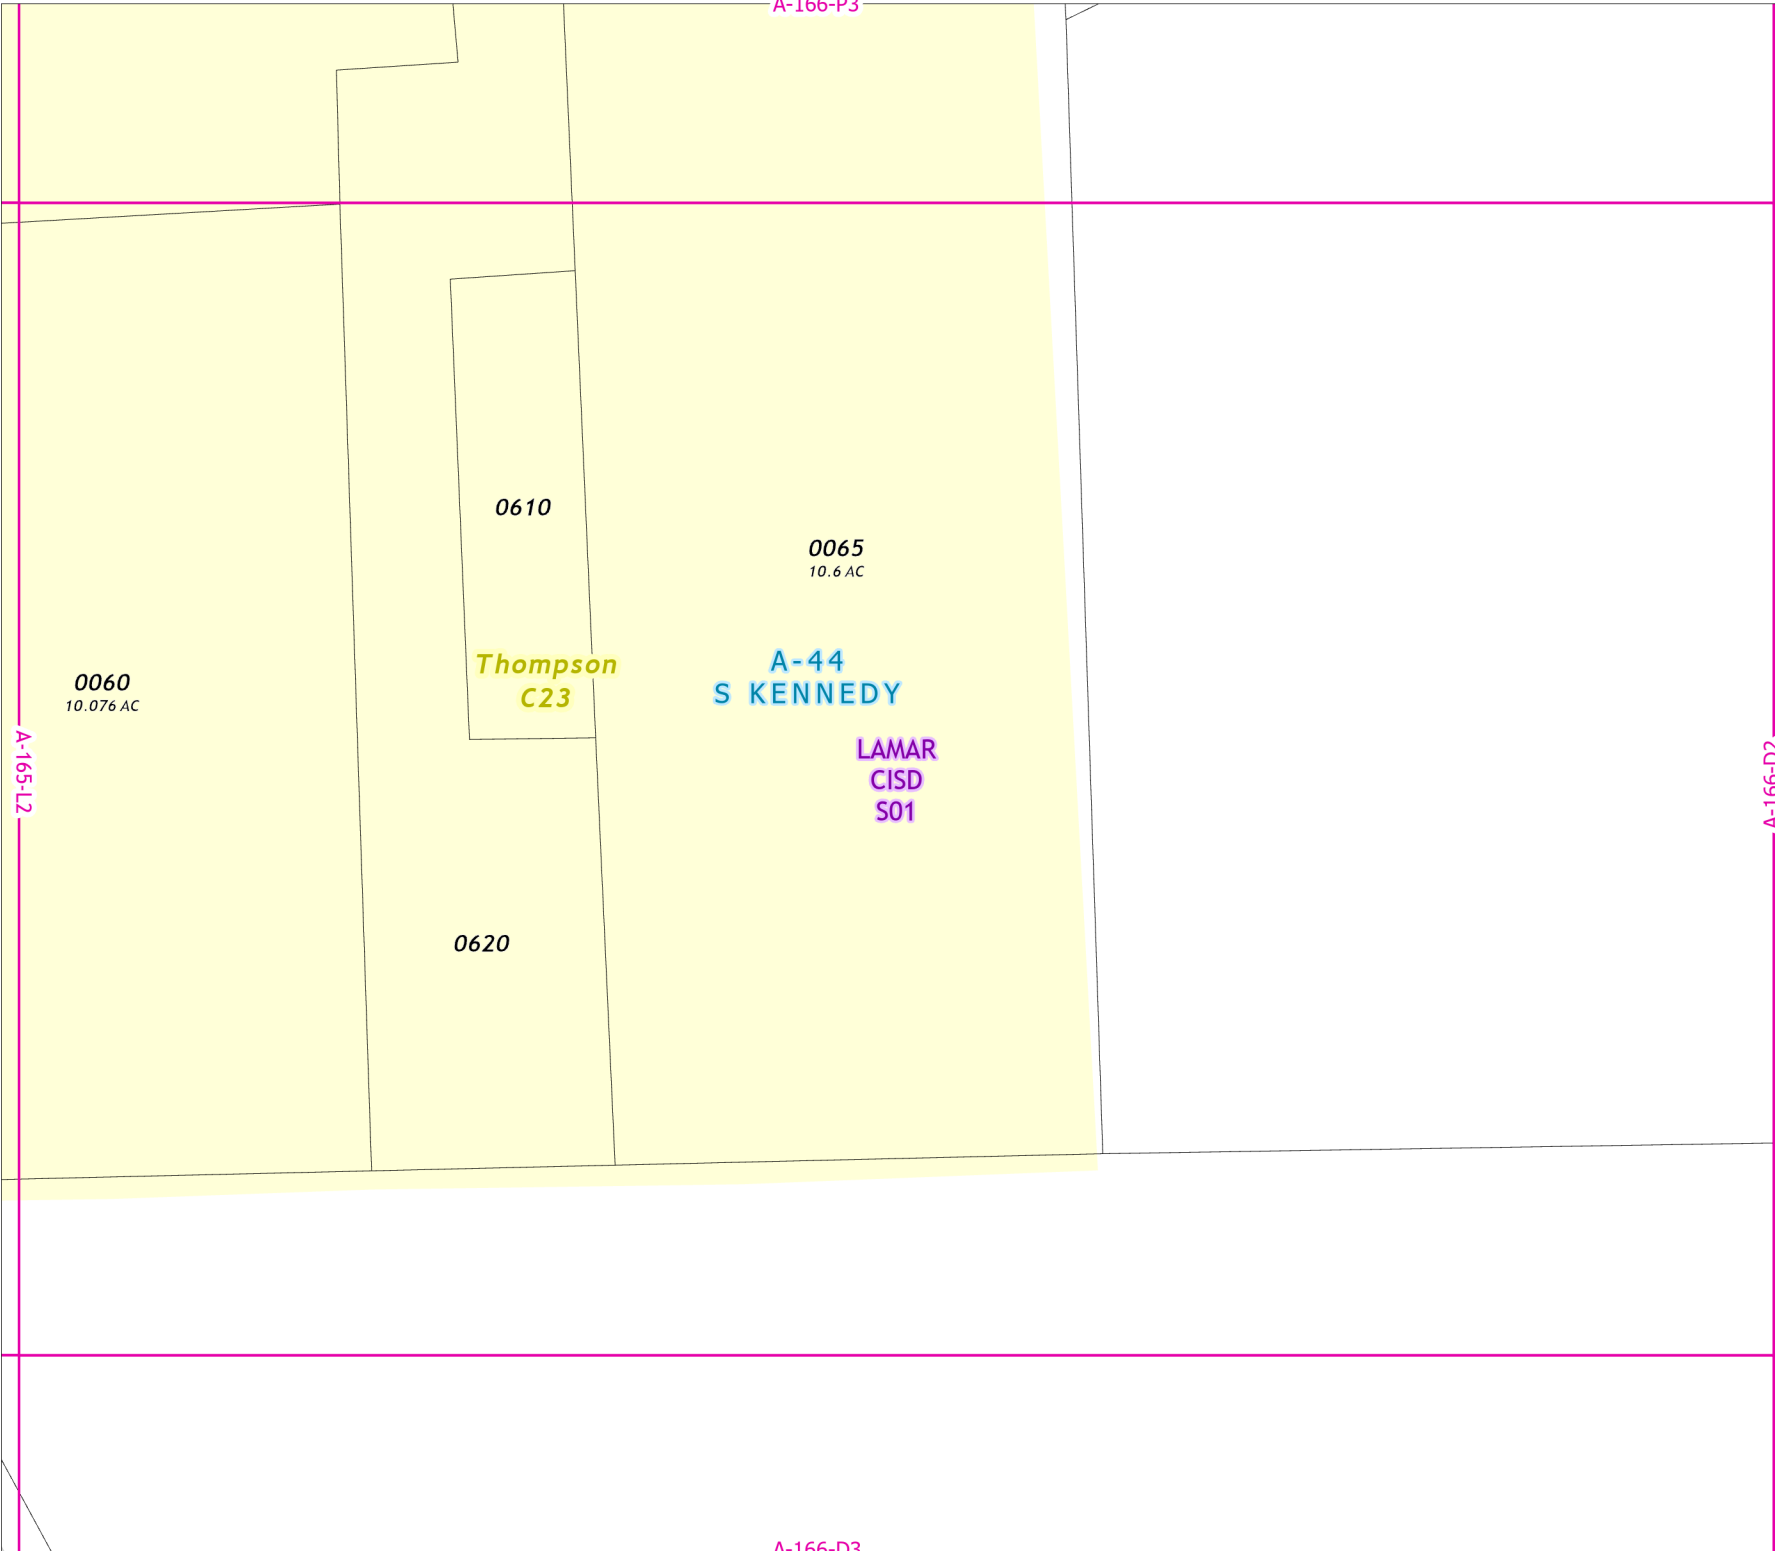 A-166-P3
0610
0065
10.6 AC
Thompson
C23
A-44
S KENNEDY
0060
10.076 AC
LAMAR
CISD
S01
A-165-L2
A-166-D2
0620
A-166-D3